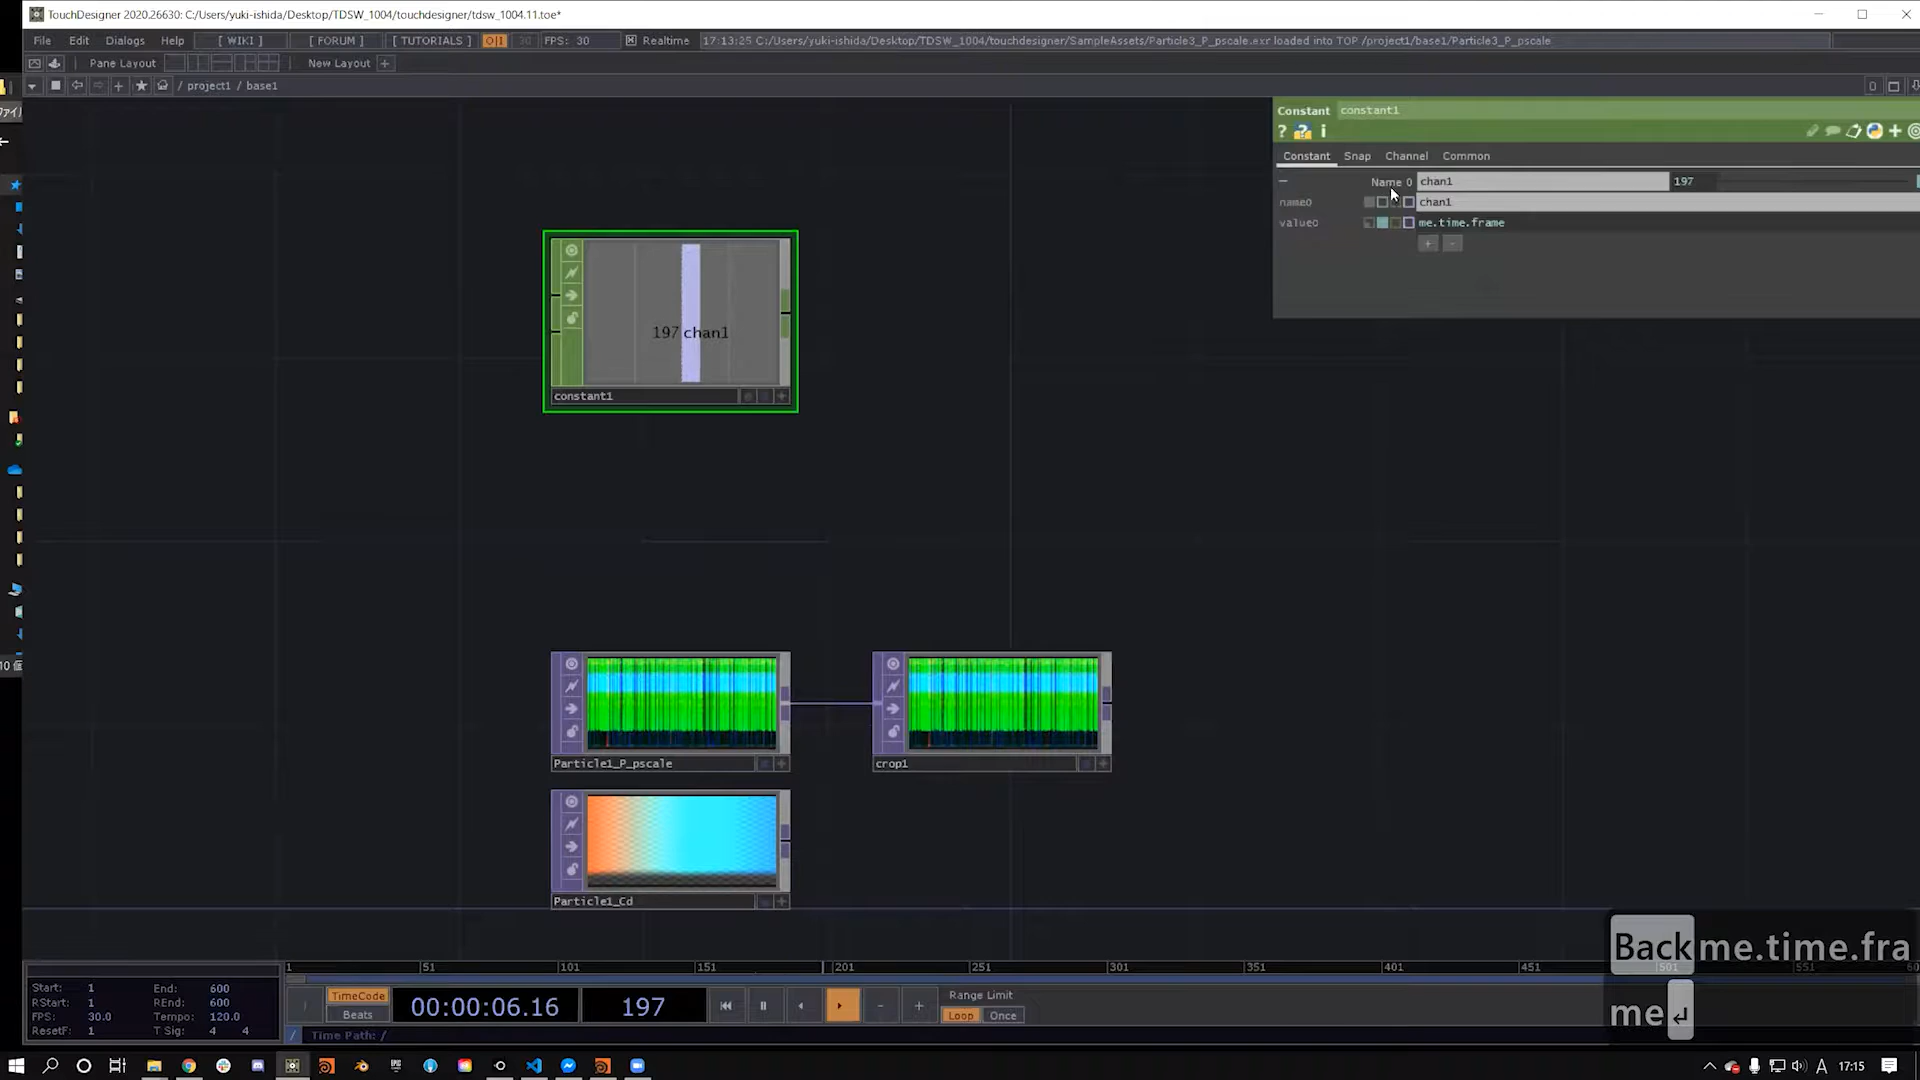 TouchDesigner 2020.26630: C:/Users/yuki-ishida/Desktop/TDSW_1004/touchdesigner/tdsw_1004.11.toe*
File Edit Dialogs Help [ WIKI ] [ FORUM ] [ TUTORIALS ] O|I 30 FPS: 30 Realtime 17:13:25 C:/Users/yuki-ishida/Desktop/TDSW_1004/touchdesigner/SampleAssets/Particle3_P_pscale.exr loaded into TOP /project1/base1/Particle3_P_pscale
Pane Layout New Layout +
/ project1 / base1
Constant constant1
Constant Snap Channel Common
Name 0 chan1 197
name0 chan1
value0 me.time.frame
197 chan1
constant1
Particle1_P_pscale
crop1
Particle1_Cd
Back me.time.fra
me
1 51 101 151 201 251 301 351 401 451 501 551
Start: 1 End: 600
RStart: 1 REnd: 600
FPS: 30.0 Tempo: 120.0
ResetF: 1 T Sig: 4 4
TimeCode
Beats
00:00:06.16
197
Range Limit
Loop Once
/ Time Path: /
A 17:15